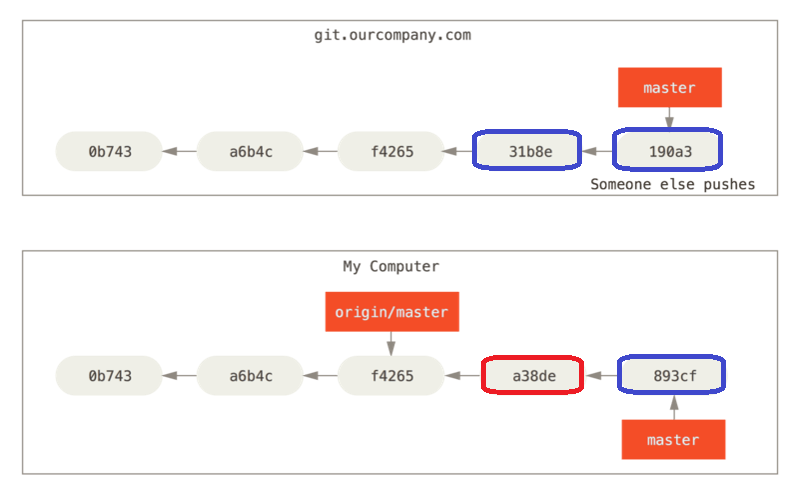 git.ourcompany.com
master
0b743 a6b4c f4265 31b8e 190a3
Someone else pushes
My Computer
origin/master
0b743 a6b4c f4265 a38de 893cf
master